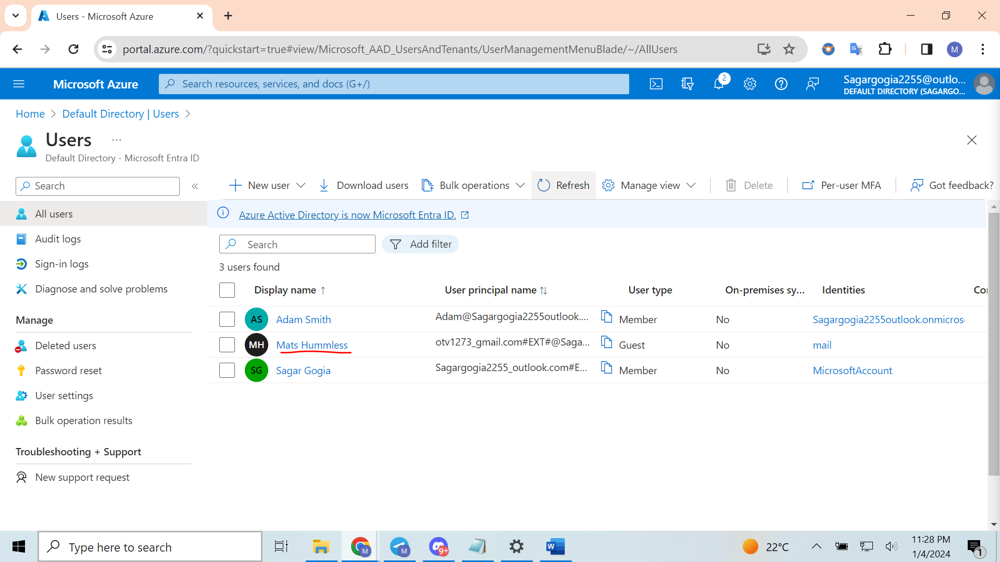 Users - Microsoft Azure
portal.azure.com/?quickstart=true#view/Microsoft_AAD_UsersAndTenants/UserManagementMenuBlade/~/AllUsers
M
Microsoft Azure
Search resources, services, and docs (G+/)
2
Sagargogia2255@outlo...
DEFAULT DIRECTORY (SAGARGO...
Home > Default Directory | Users >
Users ...
Default Directory - Microsoft Entra ID
Search
«
New user
Download users
Bulk operations
Refresh
Manage view
Delete
Per-user MFA
Got feedback?
All users
Audit logs
Sign-in logs
Diagnose and solve problems
Manage
Deleted users
Password reset
User settings
Bulk operation results
Troubleshooting + Support
New support request
Azure Active Directory is now Microsoft Entra ID.
Search
Add filter
3 users found
Display name ↑ User principal name ↑↓ User type On-premises sy... Identities Co
AS Adam Smith Adam@Sagargogia2255outlook.... Member No Sagargogia2255outlook.onmicros
MH Mats Hummless otv1273_gmail.com#EXT#@Saga... Guest No mail
SG Sagar Gogia Sagargogia2255_outlook.com#E... Member No MicrosoftAccount
Type here to search
M
M
9+
W
22°C
11:28 PM
1/4/2024
1